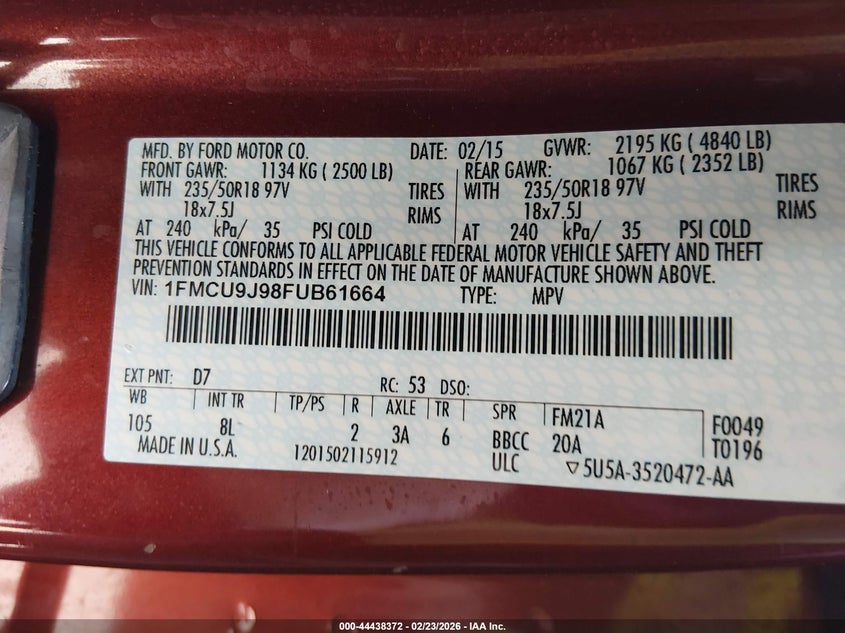 MFD. BY FORD MOTOR CO. DATE: 02/15 GVWR: 2195 KG ( 4840 LB)
FRONT GAWR: 1134 KG ( 2500 LB) REAR GAWR: 1067 KG ( 2352 LB)
WITH 235/50R18 97V TIRES WITH 235/50R18 97V TIRES
18x7.5J RIMS 18x7.5J RIMS
AT 240 kPa/ 35 PSI COLD AT 240 kPa/ 35 PSI COLD
THIS VEHICLE CONFORMS TO ALL APPLICABLE FEDERAL MOTOR VEHICLE SAFETY AND THEFT
PREVENTION STANDARDS IN EFFECT ON THE DATE OF MANUFACTURE SHOWN ABOVE.
VIN: 1FMCU9J98FUB61664 TYPE: MPV
EXT PNT: D7 RC: 53 DSO:
WB INT TR TP/PS R AXLE TR SPR FM21A F0049
105 8L 2 3A 6 BBCC 20A T0196
MADE IN U.S.A. 1201502115912 ULC ▽5U5A-3520472-AA
000-44438372 - 02/23/2026 - IAA Inc.